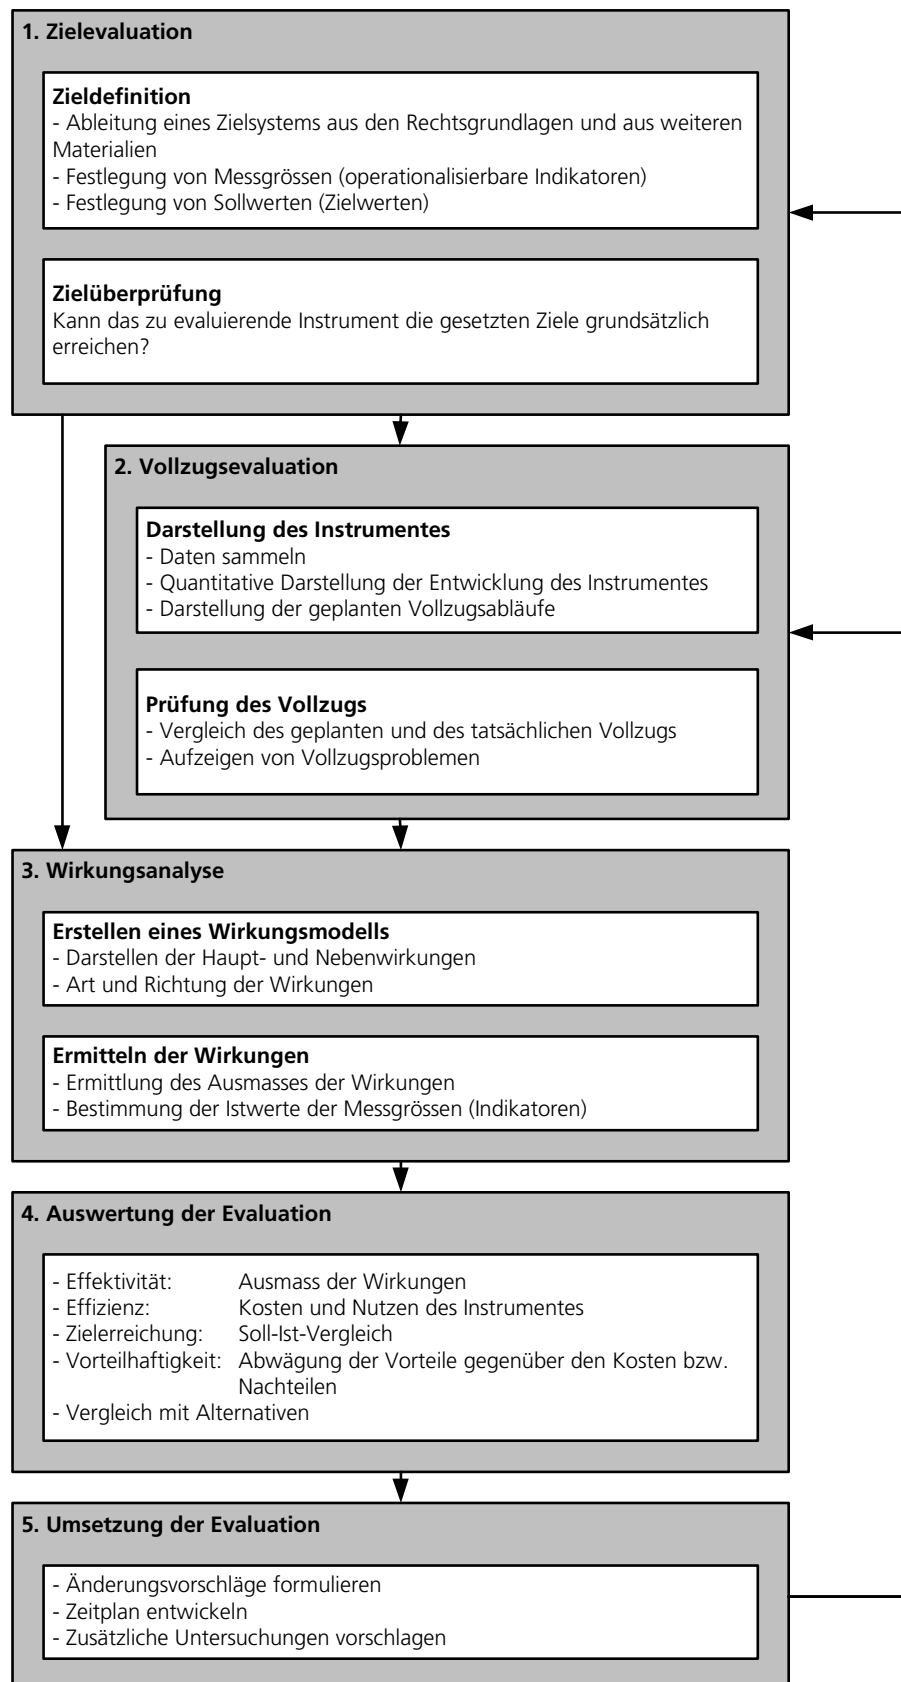 1. Zielevaluation
Zieldefinition
- Ableitung eines Zielsystems aus den Rechtsgrundlagen und aus weiteren
Materialien
- Festlegung von Messgrössen (operationalisierbare Indikatoren)
- Festlegung von Sollwerten (Zielwerten)
Zielüberprüfung
Kann das zu evaluierende Instrument die gesetzten Ziele grundsätzlich
erreichen?
2. Vollzugsevaluation
Darstellung des Instrumentes
- Daten sammeln
- Quantitative Darstellung der Entwicklung des Instrumentes
- Darstellung der geplanten Vollzugsabläufe
Prüfung des Vollzugs
- Vergleich des geplanten und des tatsächlichen Vollzugs
- Aufzeigen von Vollzugsproblemen
3. Wirkungsanalyse
Erstellen eines Wirkungsmodells
- Darstellen der Haupt- und Nebenwirkungen
- Art und Richtung der Wirkungen
Ermitteln der Wirkungen
- Ermittlung des Ausmasses der Wirkungen
- Bestimmung der Istwerte der Messgrössen (Indikatoren)
4. Auswertung der Evaluation
- Effektivität: Ausmass der Wirkungen
- Effizienz: Kosten und Nutzen des Instrumentes
- Zielerreichung: Soll-Ist-Vergleich
- Vorteilhaftigkeit: Abwägung der Vorteile gegenüber den Kosten bzw.
Nachteilen
- Vergleich mit Alternativen
5. Umsetzung der Evaluation
- Änderungsvorschläge formulieren
- Zeitplan entwickeln
- Zusätzliche Untersuchungen vorschlagen